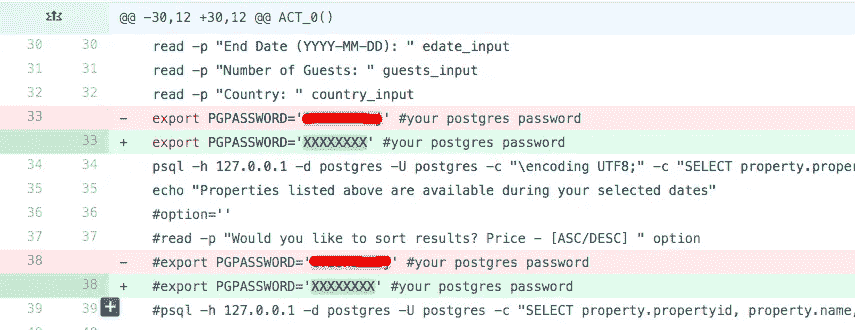 @@ -30,12 +30,12 @@ ACT_0()
30 30 read -p "End Date (YYYY-MM-DD): " edate_input
31 31 read -p "Number of Guests: " guests_input
32 32 read -p "Country: " country_input
33 - export PGPASSWORD='' #your postgres password
33 + export PGPASSWORD='XXXXXXXX' #your postgres password
34 34 psql -h 127.0.0.1 -d postgres -U postgres -c "\encoding UTF8;" -c "SELECT property.proper
35 35 echo "Properties listed above are available during your selected dates"
36 36 #option=''
37 37 #read -p "Would you like to sort results? Price - [ASC/DESC] " option
38 - #export PGPASSWORD='' #your postgres password
38 + #export PGPASSWORD='XXXXXXXX' #your postgres password
39 39 #psql -h 127.0.0.1 -d postgres -U postgres -c "SELECT property.propertyid, property.name,